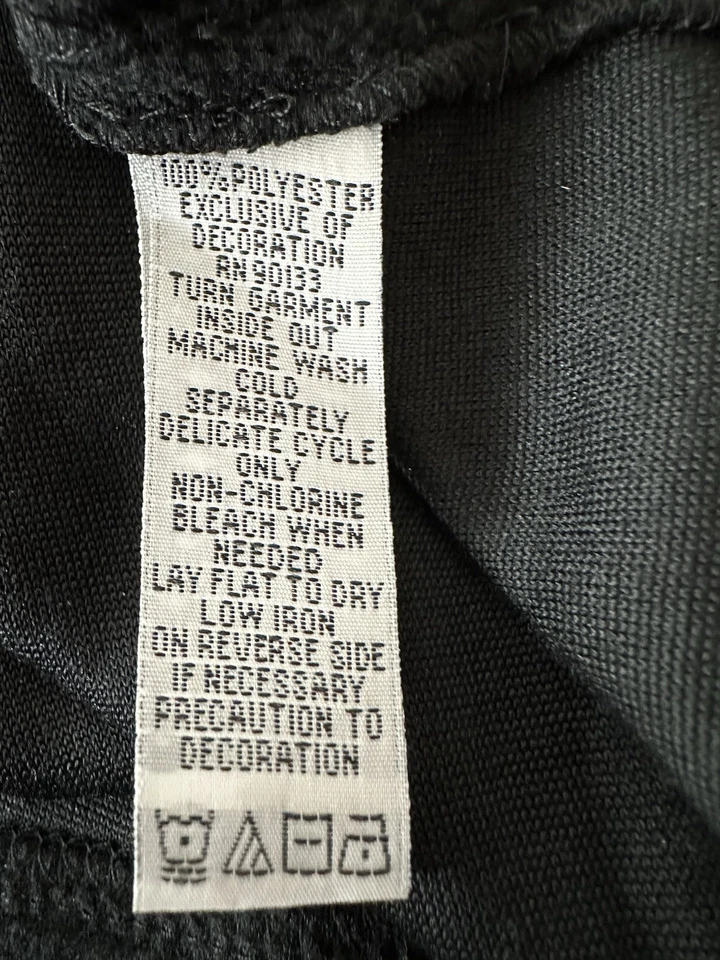 100% POLYESTER
EXCLUSIVE OF
DECORATION
RN 90133
TURN GARMENT
INSIDE OUT
MACHINE WASH
COLD
SEPARATELY
DELICATE CYCLE
ONLY
NON-CHLORINE
BLEACH WHEN
NEEDED
LAY FLAT TO DRY
LOW IRON
ON REVERSE SIDE
IF NECESSARY
PRECAUTION TO
DECORATION